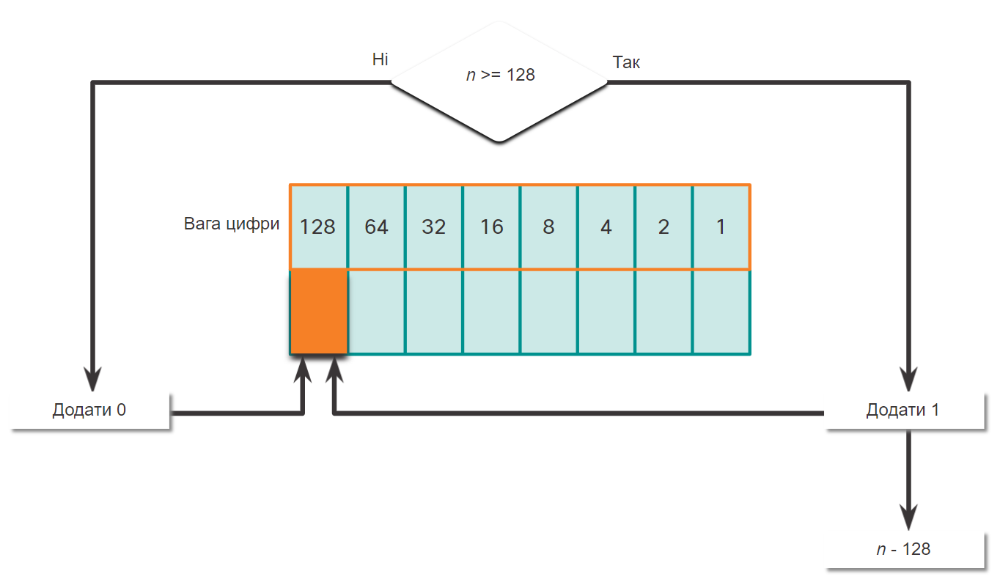 Ні
n >= 128
Так
Вага цифри
128 64 32 16 8 4 2 1
Додати 0
Додати 1
n - 128